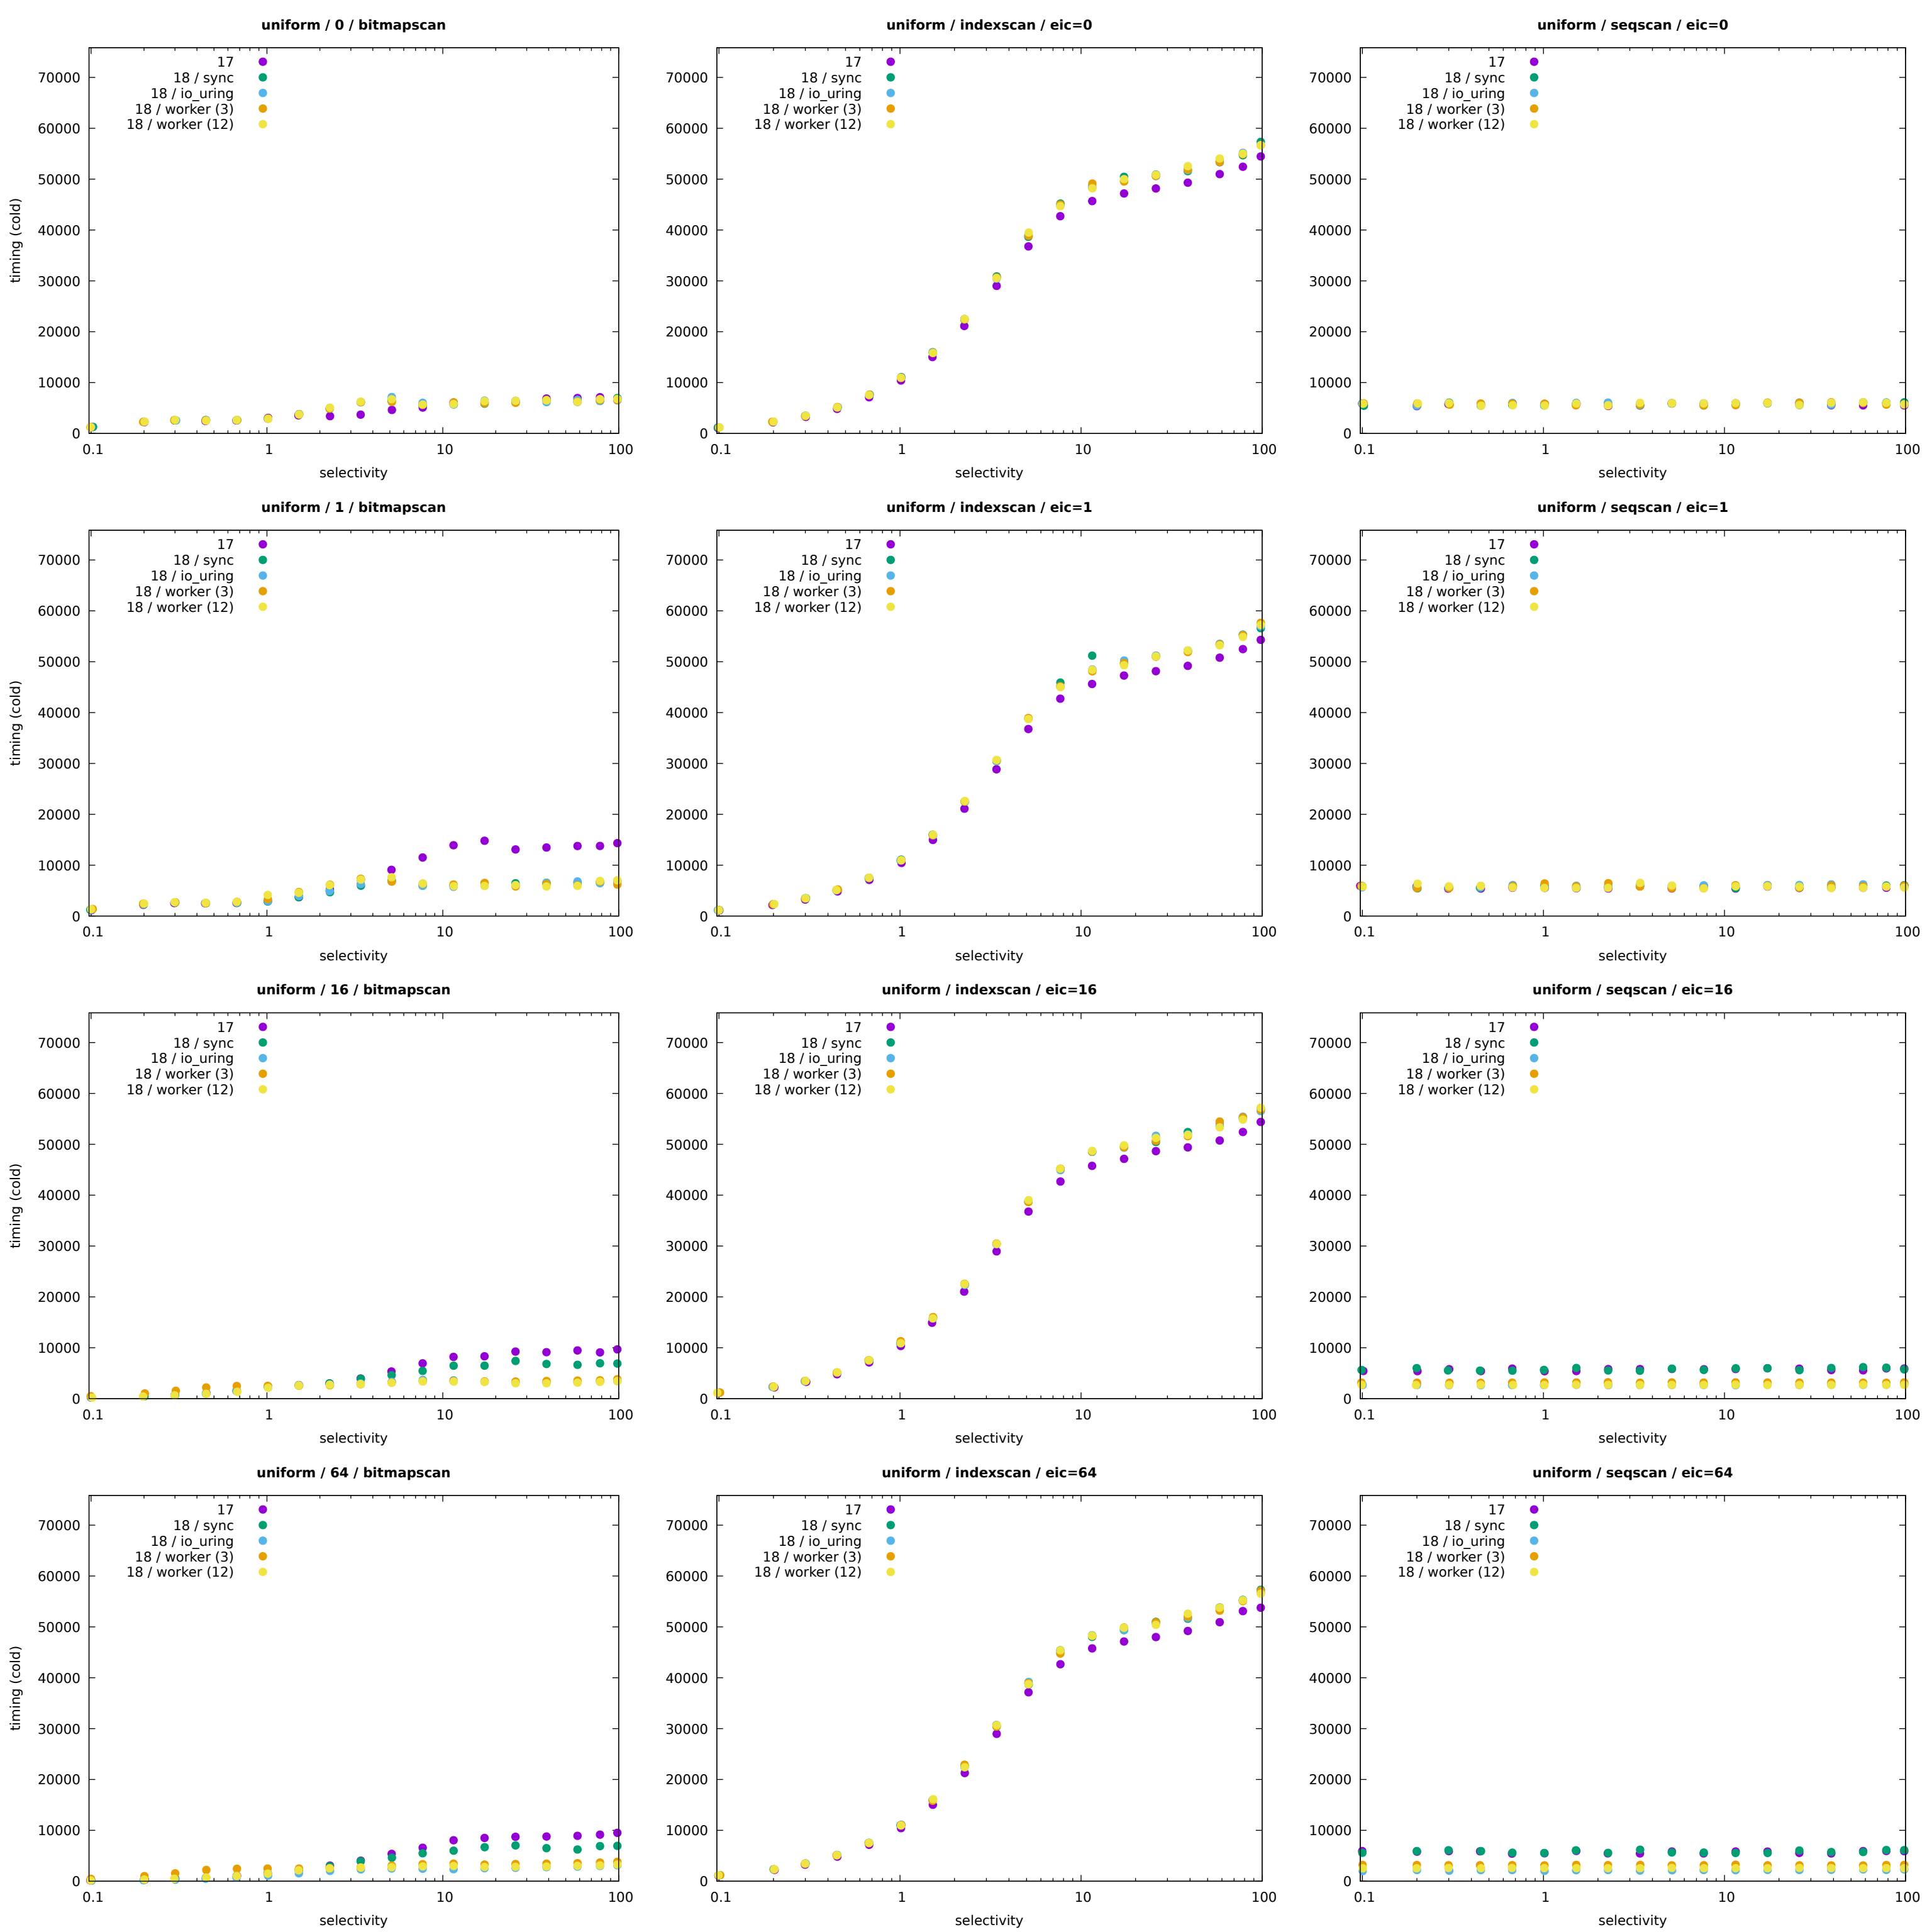 uniform / 0 / bitmapscan
timing (cold)
70000
60000
50000
40000
30000
20000
10000
0
17
18 / sync
18 / io_uring
18 / worker (3)
18 / worker (12)
0.1 1 10 100
selectivity
uniform / indexscan / eic=0
70000
60000
50000
40000
30000
20000
10000
0
17
18 / sync
18 / io_uring
18 / worker (3)
18 / worker (12)
0.1 1 10 100
selectivity
uniform / seqscan / eic=0
70000
60000
50000
40000
30000
20000
10000
0
17
18 / sync
18 / io_uring
18 / worker (3)
18 / worker (12)
0.1 1 10 100
selectivity
uniform / 1 / bitmapscan
timing (cold)
70000
60000
50000
40000
30000
20000
10000
0
17
18 / sync
18 / io_uring
18 / worker (3)
18 / worker (12)
0.1 1 10 100
selectivity
uniform / indexscan / eic=1
70000
60000
50000
40000
30000
20000
10000
0
17
18 / sync
18 / io_uring
18 / worker (3)
18 / worker (12)
0.1 1 10 100
selectivity
uniform / seqscan / eic=1
70000
60000
50000
40000
30000
20000
10000
0
17
18 / sync
18 / io_uring
18 / worker (3)
18 / worker (12)
0.1 1 10 100
selectivity
uniform / 16 / bitmapscan
timing (cold)
70000
60000
50000
40000
30000
20000
10000
0
17
18 / sync
18 / io_uring
18 / worker (3)
18 / worker (12)
0.1 1 10 100
selectivity
uniform / indexscan / eic=16
70000
60000
50000
40000
30000
20000
10000
0
17
18 / sync
18 / io_uring
18 / worker (3)
18 / worker (12)
0.1 1 10 100
selectivity
uniform / seqscan / eic=16
70000
60000
50000
40000
30000
20000
10000
0
17
18 / sync
18 / io_uring
18 / worker (3)
18 / worker (12)
0.1 1 10 100
selectivity
uniform / 64 / bitmapscan
timing (cold)
70000
60000
50000
40000
30000
20000
10000
0
17
18 / sync
18 / io_uring
18 / worker (3)
18 / worker (12)
0.1 1 10 100
selectivity
uniform / indexscan / eic=64
70000
60000
50000
40000
30000
20000
10000
0
17
18 / sync
18 / io_uring
18 / worker (3)
18 / worker (12)
0.1 1 10 100
selectivity
uniform / seqscan / eic=64
70000
60000
50000
40000
30000
20000
10000
0
17
18 / sync
18 / io_uring
18 / worker (3)
18 / worker (12)
0.1 1 10 100
selectivity